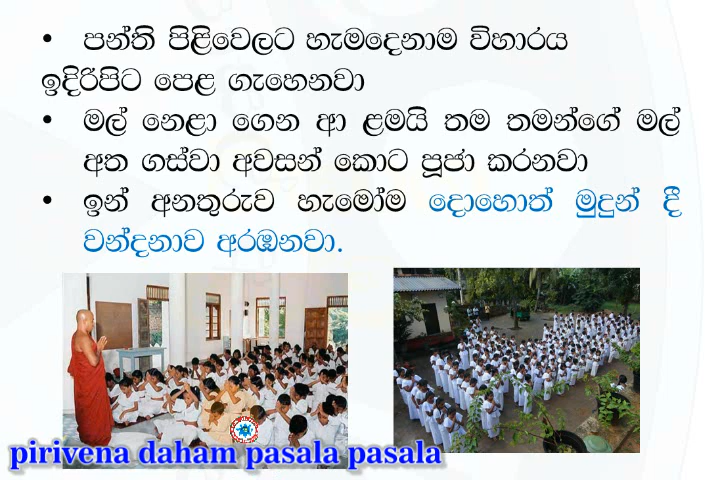 • පන්ති පිළිවෙලට හැමදෙනාම විහාරය
ඉදිරිපිට පෙළ ගැහෙනවා
• මල් නෙළා ගෙන ආ ළමයි තම තමන්ගේ මල්
අත ගස්වා අවසන් කොට පූජා කරනවා
• ඉන් අනතුරුව හැමෝම දොහොත් මුදුන් දී
වන්දනාව අරඹනවා.
pirivena daham pasala pasala